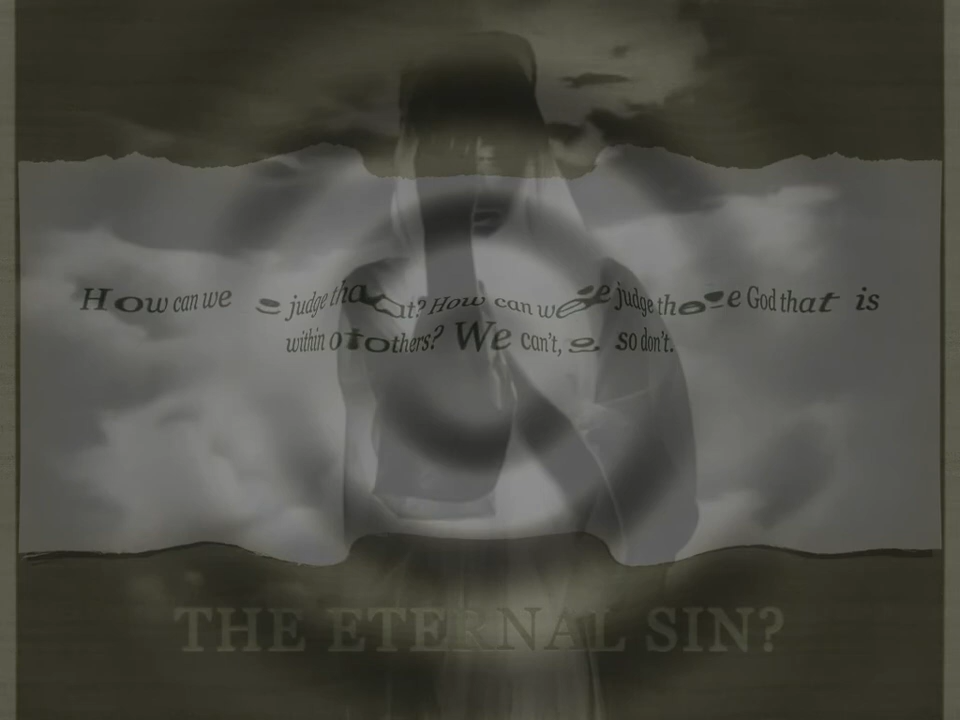 How can we judge that? How can we judge the God that is
within others? We can't, so don't.
THE ETERNAL SIN?